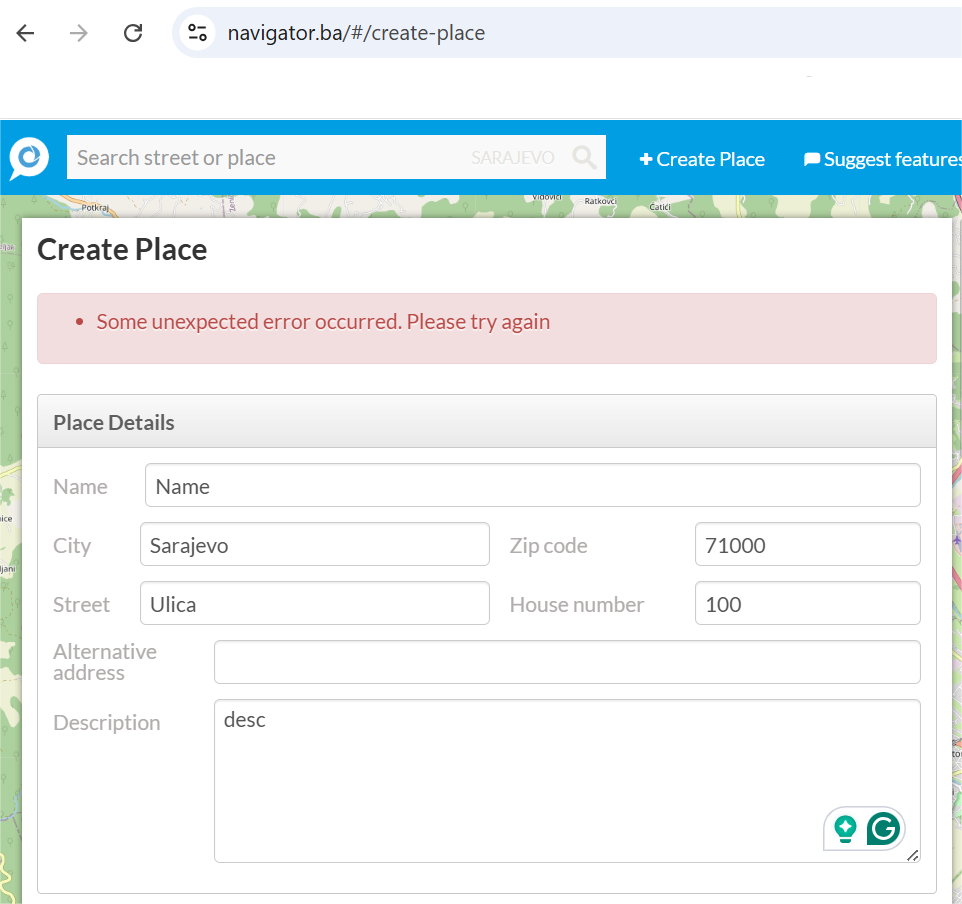 navigator.ba/#/create-place
Search street or place SARAJEVO
Create Place
Suggest features
Potkraj
Vidovići
Ratkovci
Čatići
Create Place
Some unexpected error occurred. Please try again
Place Details
Name Name
City Sarajevo Zip code 71000
Street Ulica House number 100
Alternative
address
Description desc